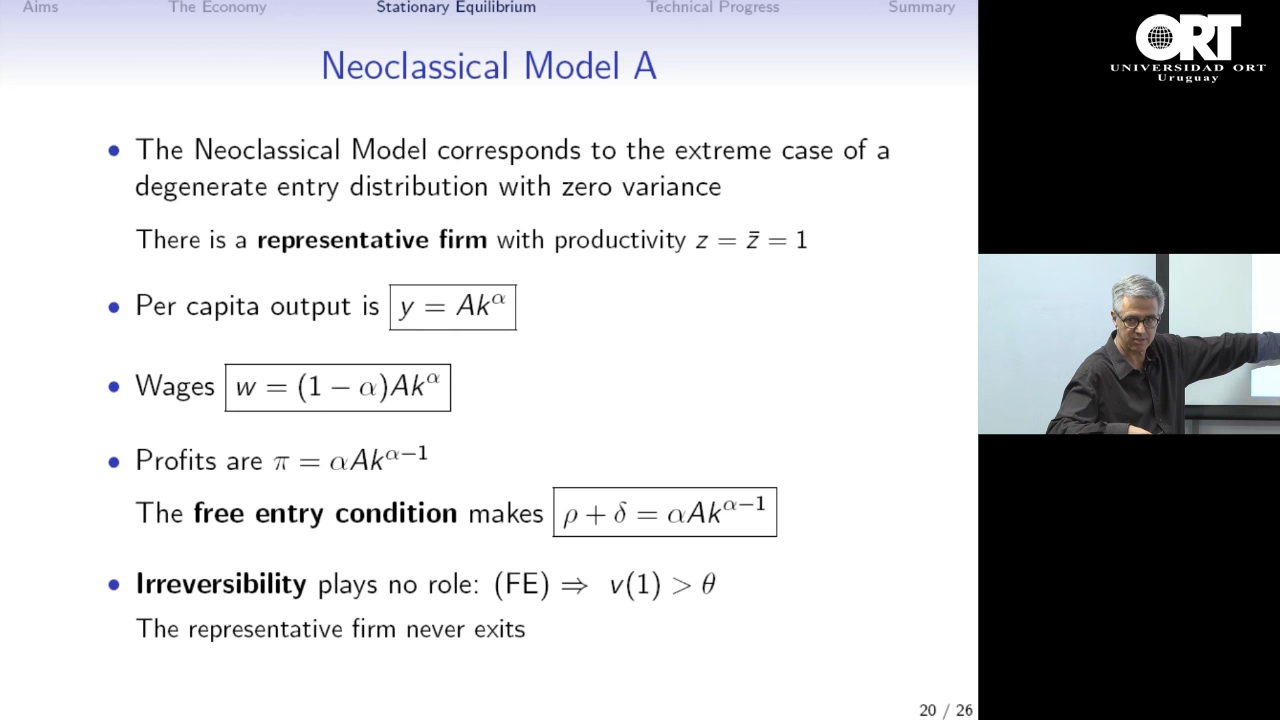 Aims The Economy Stationary Equilibrium Technical Progress Summary
Neoclassical Model A
• The Neoclassical Model corresponds to the extreme case of a
degenerate entry distribution with zero variance
There is a representative firm with productivity z = z̄ = 1
• Per capita output is y = Ak^α
• Wages w = (1 − α)Ak^α
• Profits are π = αAk^{α−1}
The free entry condition makes ρ + δ = αAk^{α−1}
• Irreversibility plays no role: (FE) ⇒ v(1) > θ
The representative firm never exits
20 / 26
ORT
UNIVERSIDAD ORT
Uruguay